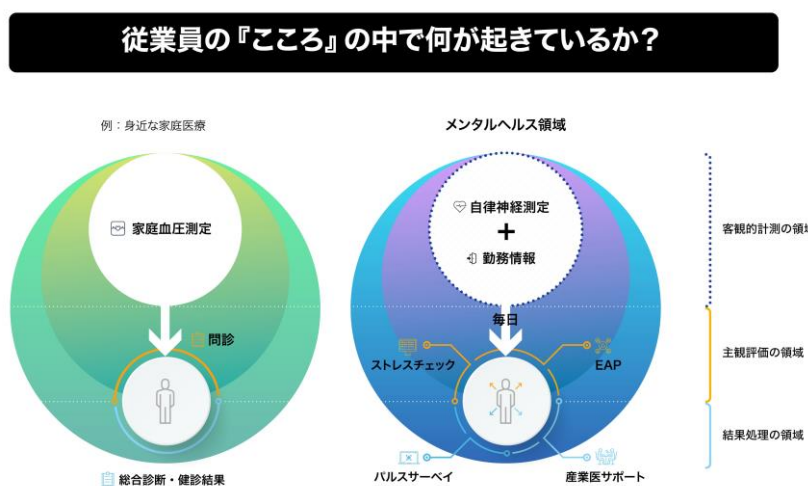 従業員の『こころ』の中で何が起きているか?
例:身近な家庭医療
メンタルヘルス領域
家庭血圧測定
自律神経測定
+
勤務情報
客観的計測の領
毎日
問診
ストレスチェック
EAP
主観評価の領域
パルスサーベイ
産業医サポート
総合診断・健診結果
結果処理の領域